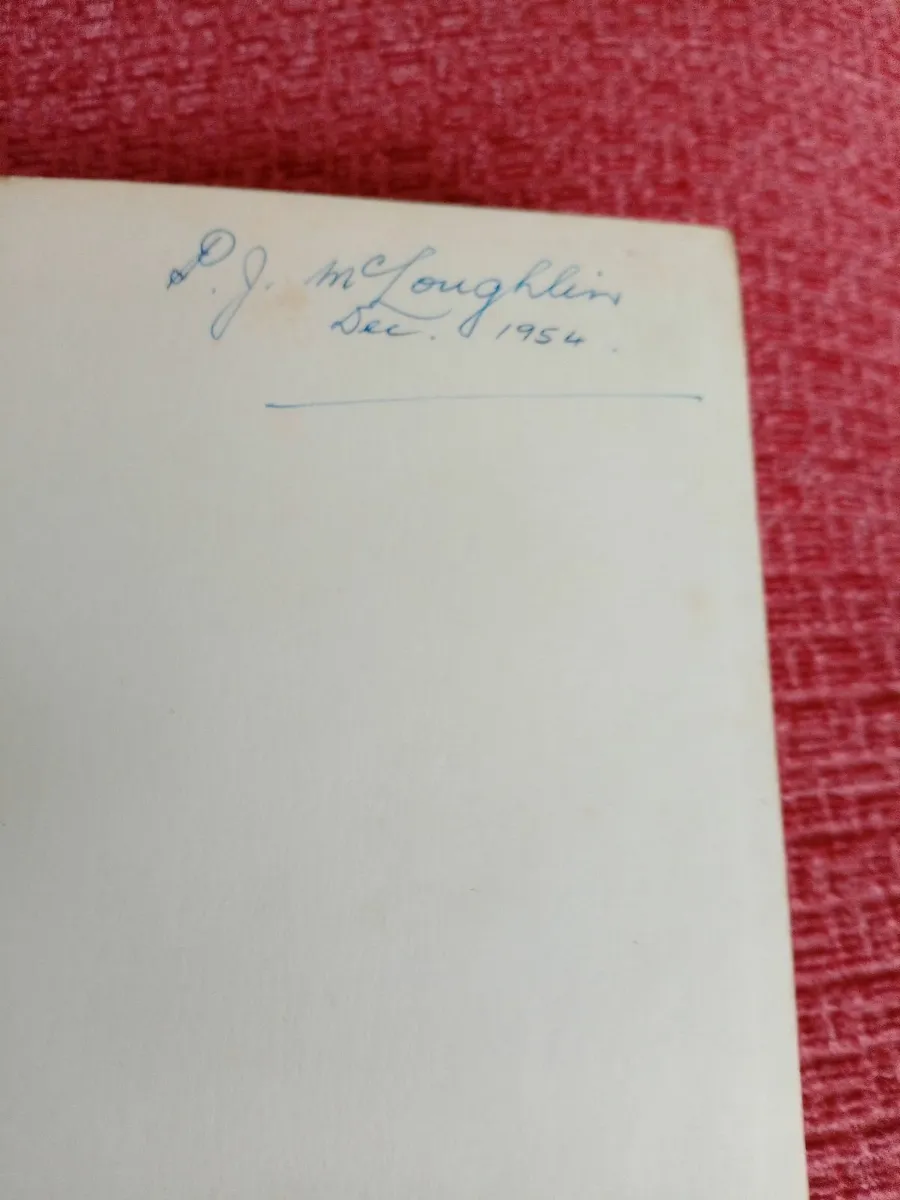 P. J. McLoughlin
Dec. 1954.